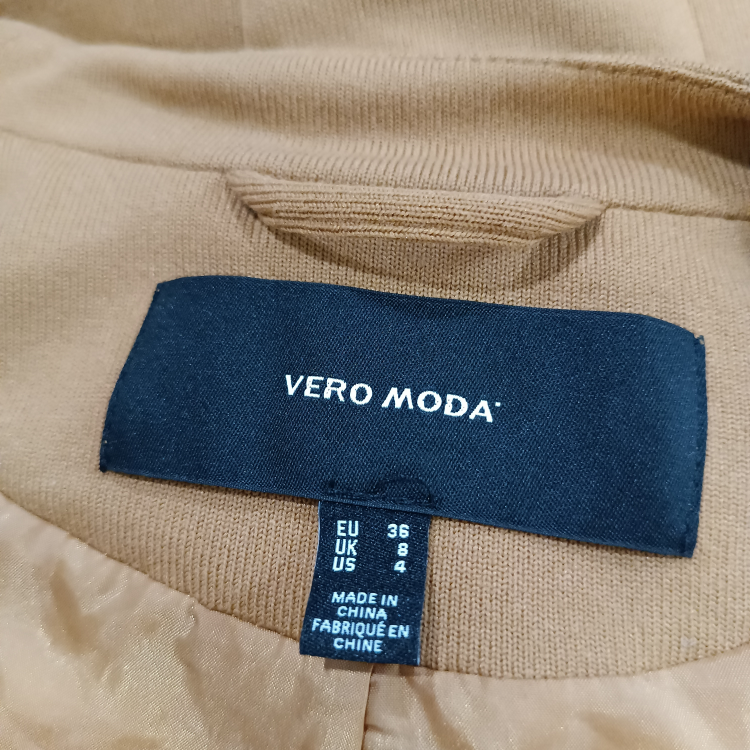 VERO MODA
EU 36
UK 8
US 4
MADE IN
CHINA
FABRIQUÉ EN
CHINE